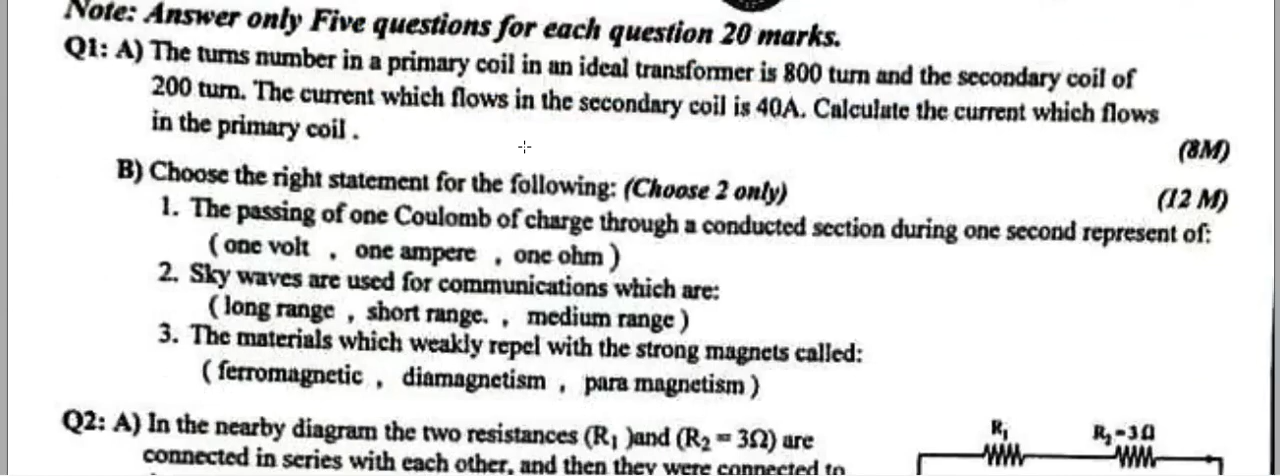 Note: Answer only Five questions for each question 20 marks.
Q1: A) The turns number in a primary coil in an ideal transformer is 800 turn and the secondary coil of
200 turn. The current which flows in the secondary coil is 40A. Calculate the current which flows
in the primary coil .
(8M)
B) Choose the right statement for the following: (Choose 2 only)
(12 M)
1. The passing of one Coulomb of charge through a conducted section during one second represent of:
( one volt , one ampere , one ohm )
2. Sky waves are used for communications which are:
( long range , short range. , medium range )
3. The materials which weakly repel with the strong magnets called:
( ferromagnetic , diamagnetism , para magnetism )
Q2: A) In the nearby diagram the two resistances (R₁ )and (R₂ = 3Ω) are
R₁
R₂=3Ω
connected in series with each other, and then they were connected to